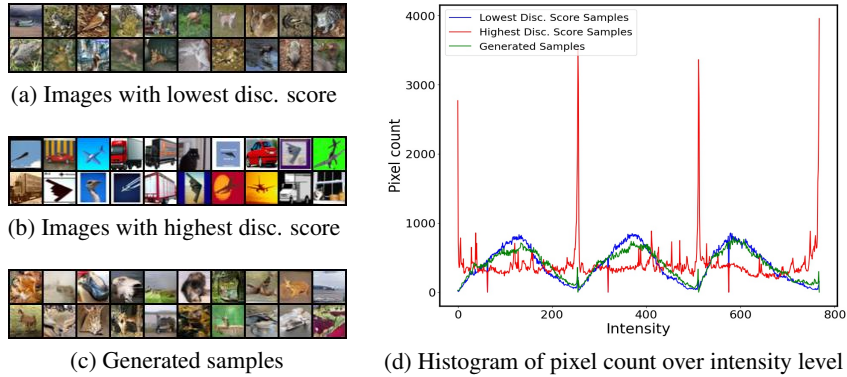 (a) Images with lowest disc. score
(b) Images with highest disc. score
(c) Generated samples
Pixel count
4000
3000
2000
1000
0
Lowest Disc. Score Samples
Highest Disc. Score Samples
Generated Samples
0 200 400 600 800
Intensity
(d) Histogram of pixel count over intensity level